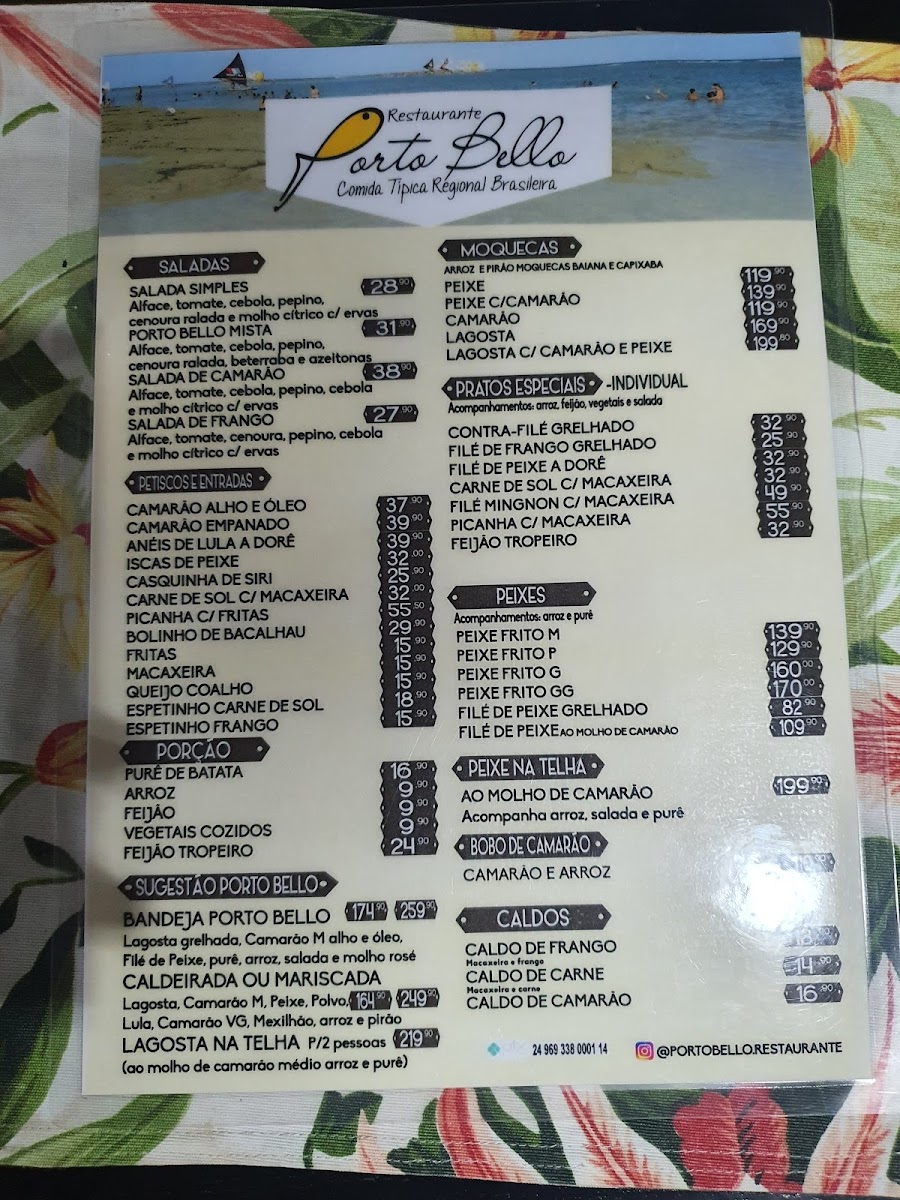 Restaurante
Porto Bello
Comida Típica Regional Brasileira
SALADAS
SALADA SIMPLES 28,90
Alface, tomate, cebola, pepino,
cenoura ralada e molho cítrico c/ ervas
PORTO BELLO MISTA 31,90
Alface, tomate, cebola, pepino,
cenoura ralada, beterraba e azeitonas
SALADA DE CAMARÃO 38,90
Alface, tomate, cebola, pepino, cebola
e molho cítrico c/ ervas
SALADA DE FRANGO 27,90
Alface, tomate, cenoura, pepino, cebola
e molho cítrico c/ ervas
PETISCOS E ENTRADAS
CAMARÃO ALHO E ÓLEO 37,90
CAMARÃO EMPANADO 39,90
ANÉIS DE LULA A DORÊ 39,90
ISCAS DE PEIXE 32,00
CASQUINHA DE SIRI 25,90
CARNE DE SOL C/ MACAXEIRA 32,00
PICANHA C/ FRITAS 55,50
BOLINHO DE BACALHAU 29,90
FRITAS 15,90
MACAXEIRA 15,90
QUEIJO COALHO 15,90
ESPETINHO CARNE DE SOL 18,90
ESPETINHO FRANGO 15,90
PORÇÃO
PURÊ DE BATATA 16,90
ARROZ 9,90
FEIJÃO 9,90
VEGETAIS COZIDOS 9,90
FEIJÃO TROPEIRO 24,90
SUGESTÃO PORTO BELLO
BANDEJA PORTO BELLO 174,90 259,90
Lagosta grelhada, Camarão M alho e óleo,
Filé de Peixe, purê, arroz, salada e molho rosé
CALDEIRADA OU MARISCADA
Lagosta, Camarão M, Peixe, Polvo, 164,90 249,90
Lula, Camarão VG, Mexilhão, arroz e pirão
LAGOSTA NA TELHA P/2 pessoas 219,90
(ao molho de camarão médio arroz e purê)
MOQUECAS
ARROZ E PIRÃO MOQUECAS BAIANA E CAPIXABA
PEIXE 119,90
PEIXE C/CAMARÃO 139,90
CAMARÃO 119,90
LAGOSTA 169,90
LAGOSTA C/ CAMARÃO E PEIXE 199,80
PRATOS ESPECIAIS -INDIVIDUAL
Acompanhamentos: arroz, feijão, vegetais e salada
CONTRA-FILÉ GRELHADO 32,90
FILÉ DE FRANGO GRELHADO 25,90
FILÉ DE PEIXE A DORÊ 32,90
CARNE DE SOL C/ MACAXEIRA 32,90
FILÉ MINGNON C/ MACAXEIRA 49,90
PICANHA C/ MACAXEIRA 55,90
FEIJÃO TROPEIRO 32,90
PEIXES
Acompanhamentos: arroz e purê
PEIXE FRITO M 139,90
PEIXE FRITO P 129,90
PEIXE FRITO G 160,00
PEIXE FRITO GG 170,00
FILÉ DE PEIXE GRELHADO 82,90
FILÉ DE PEIXE AO MOLHO DE CAMARÃO 109,90
PEIXE NA TELHA
AO MOLHO DE CAMARÃO 199,90
Acompanha arroz, salada e purê
BOBO DE CAMARÃO
CAMARÃO E ARROZ
CALDOS
CALDO DE FRANGO
Macaxeira e frango
CALDO DE CARNE 14,90
Macaxeira e carne
CALDO DE CAMARÃO 16,90
24 969 338 0001 14
@PORTOBELLO.RESTAURANTE